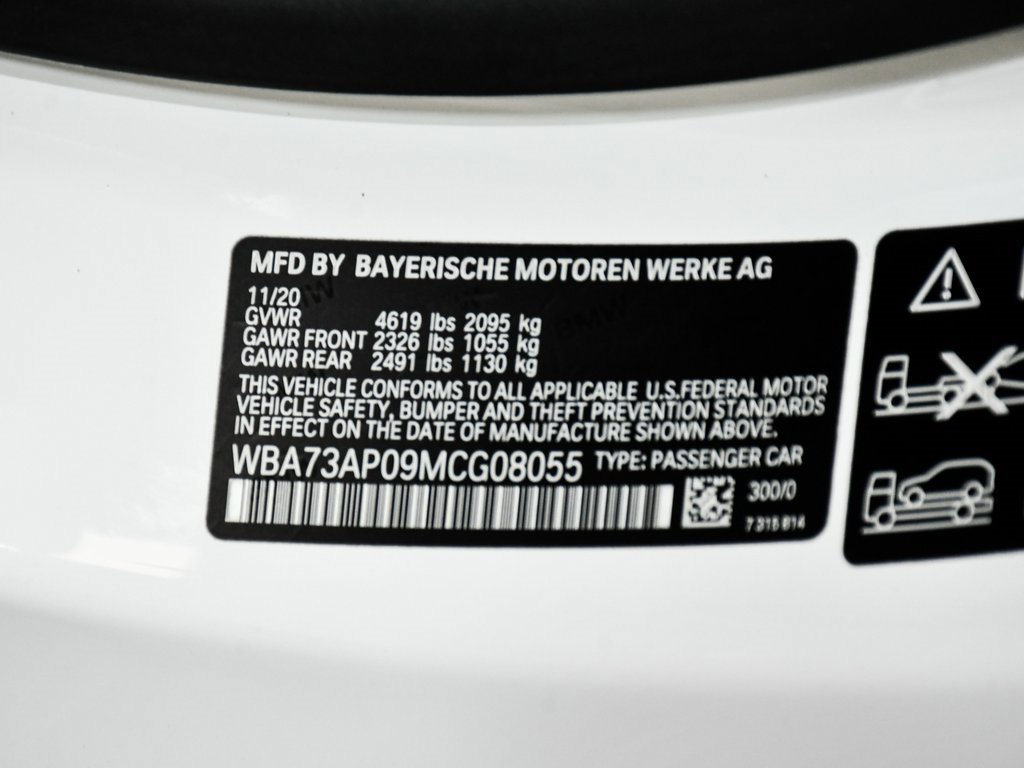 MFD BY BAYERISCHE MOTOREN WERKE AG
11/20
GVWR 4619 lbs 2095 kg
GAWR FRONT 2326 lbs 1055 kg
GAWR REAR 2491 lbs 1130 kg
THIS VEHICLE CONFORMS TO ALL APPLICABLE U.S.FEDERAL MOTOR
VEHICLE SAFETY, BUMPER AND THEFT PREVENTION STANDARDS
IN EFFECT ON THE DATE OF MANUFACTURE SHOWN ABOVE.
WBA73AP09MCG08055 TYPE: PASSENGER CAR
300/0